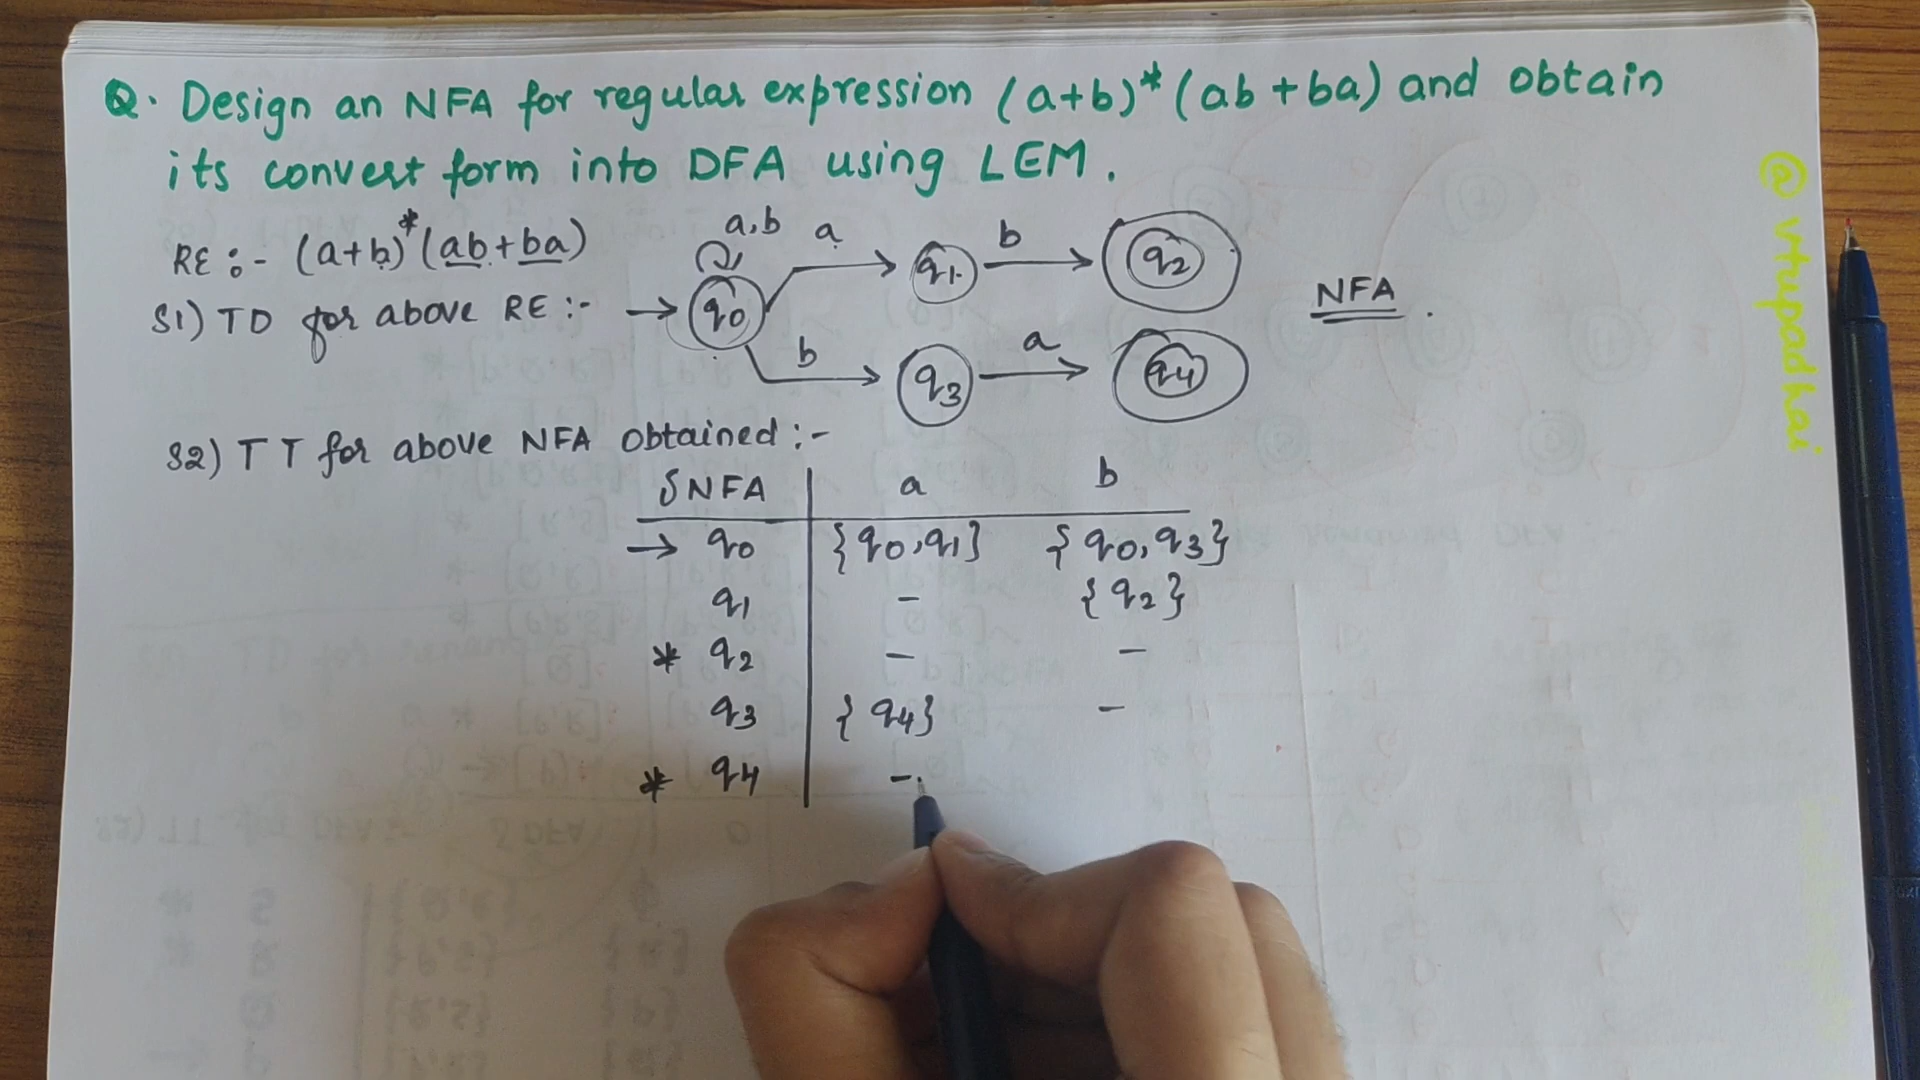 Q. Design an NFA for regular expression (a+b)*(ab+ba) and obtain
its convert form into DFA using LEM.
RE :- (a+b)*(ab+ba)
S1) TD for above RE :-
a,b
a
b
q0
q1
q2
b
a
q3
q4
NFA.
S2) TT for above NFA obtained :-
δNFA a b
→ q0 {q0,q1} {q0,q3}
q1 - {q2}
* q2 - -
q3 {q4} -
* q4 -
@vtupadhai